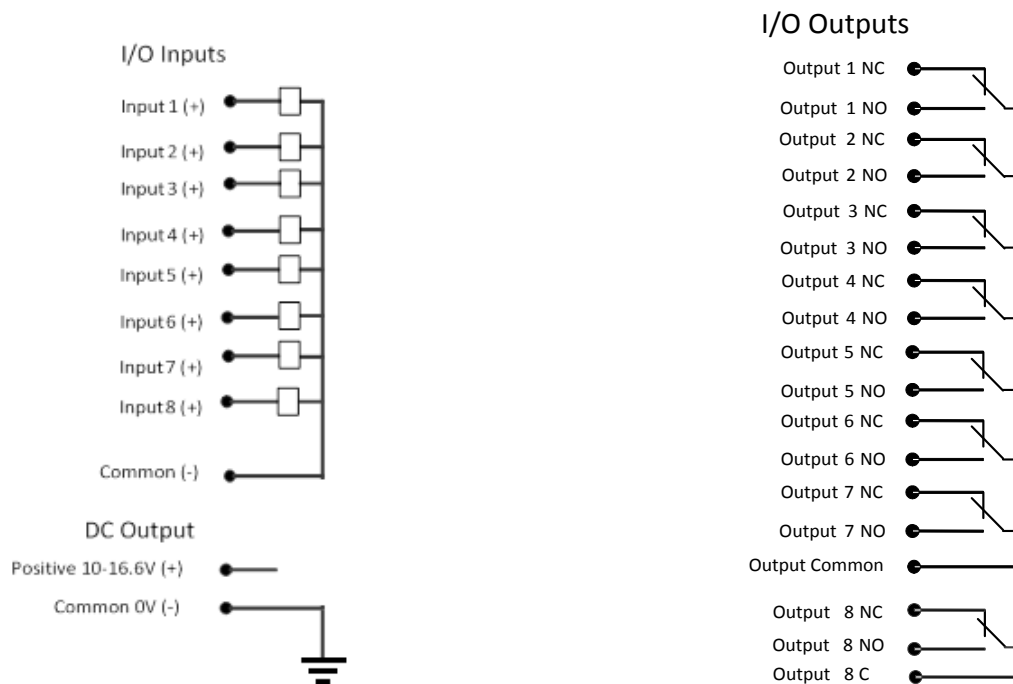 I/O Inputs
Input 1 (+)
Input 2 (+)
Input 3 (+)
Input 4 (+)
Input 5 (+)
Input 6 (+)
Input 7 (+)
Input 8 (+)
Common (-)
DC Output
Positive 10-16.6V (+)
Common 0V (-)
I/O Outputs
Output 1 NC
Output 1 NO
Output 2 NC
Output 2 NO
Output 3 NC
Output 3 NO
Output 4 NC
Output 4 NO
Output 5 NC
Output 5 NO
Output 6 NC
Output 6 NO
Output 7 NC
Output 7 NO
Output Common
Output 8 NC
Output 8 NO
Output 8 C